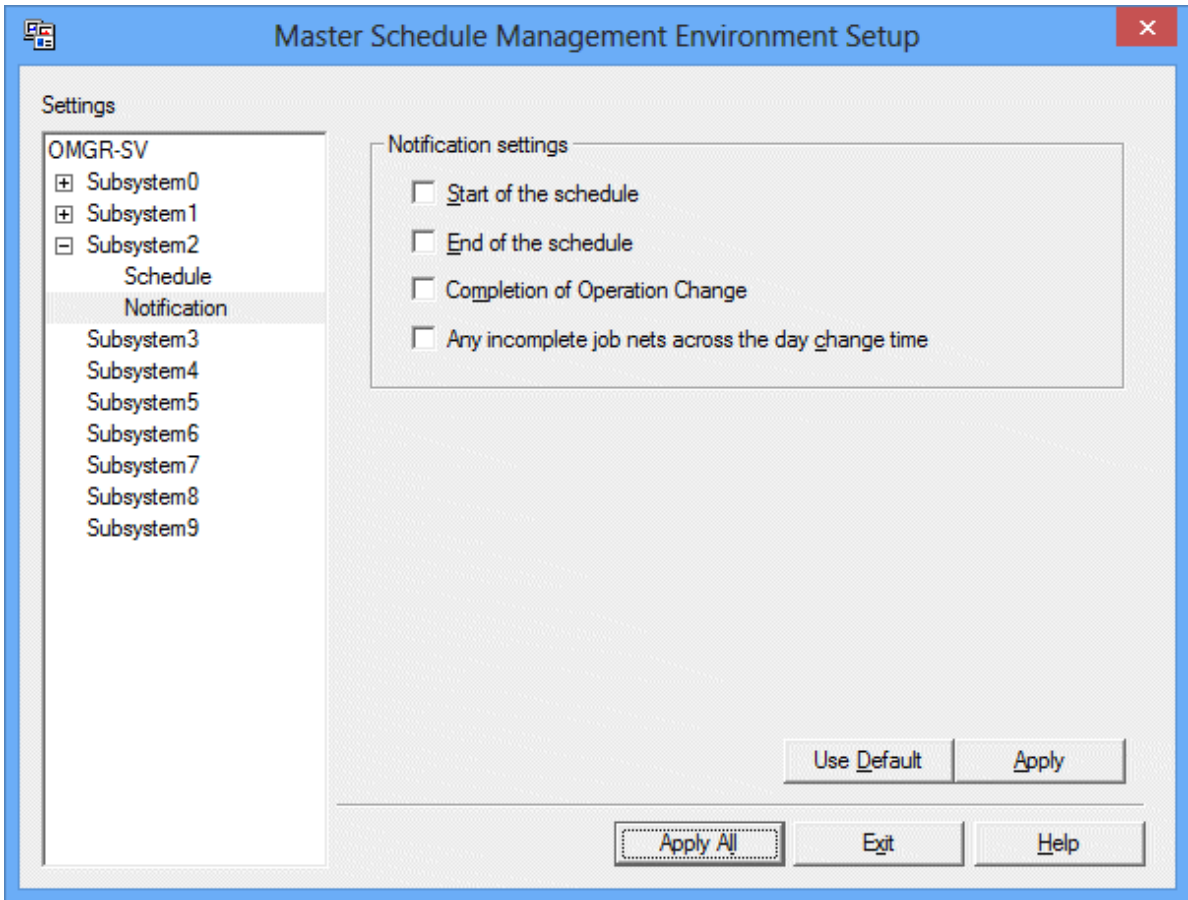 Master Schedule Management Environment Setup
Settings
OMGR-SV
Subsystem0
Subsystem1
Subsystem2
Schedule
Notification
Subsystem3
Subsystem4
Subsystem5
Subsystem6
Subsystem7
Subsystem8
Subsystem9
Notification settings
Start of the schedule
End of the schedule
Completion of Operation Change
Any incomplete job nets across the day change time
Use Default
Apply
Apply All
Exit
Help